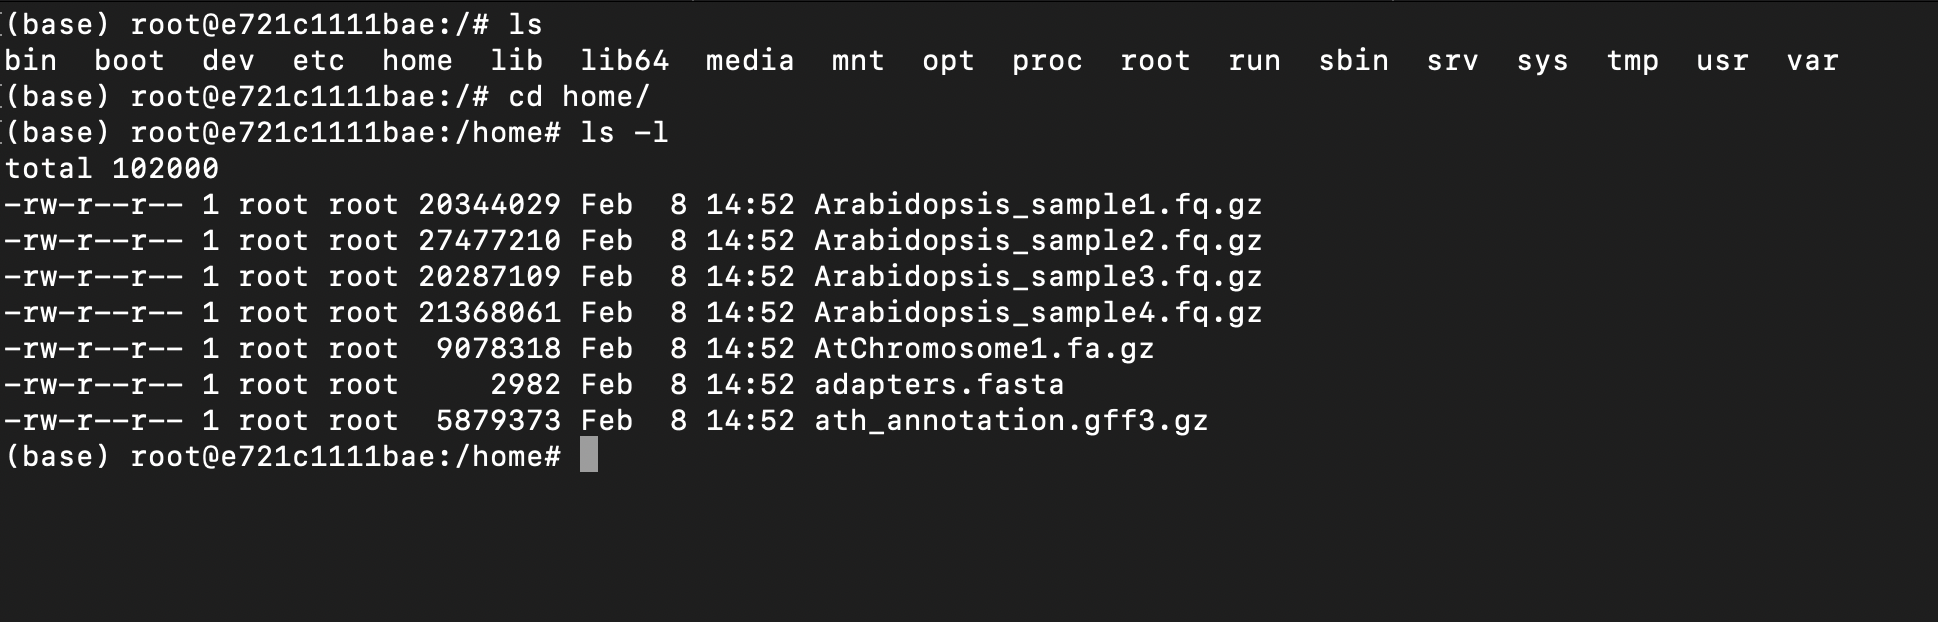 (base) root@e721c1111bae:/# ls
bin  boot  dev  etc  home  lib  lib64  media  mnt  opt  proc  root  run  sbin  srv  sys  tmp  usr  var
(base) root@e721c1111bae:/# cd home/
(base) root@e721c1111bae:/home# ls -l
total 102000
-rw-r--r-- 1 root root 20344029 Feb  8 14:52 Arabidopsis_sample1.fq.gz
-rw-r--r-- 1 root root 27477210 Feb  8 14:52 Arabidopsis_sample2.fq.gz
-rw-r--r-- 1 root root 20287109 Feb  8 14:52 Arabidopsis_sample3.fq.gz
-rw-r--r-- 1 root root 21368061 Feb  8 14:52 Arabidopsis_sample4.fq.gz
-rw-r--r-- 1 root root  9078318 Feb  8 14:52 AtChromosome1.fa.gz
-rw-r--r-- 1 root root     2982 Feb  8 14:52 adapters.fasta
-rw-r--r-- 1 root root  5879373 Feb  8 14:52 ath_annotation.gff3.gz
(base) root@e721c1111bae:/home#